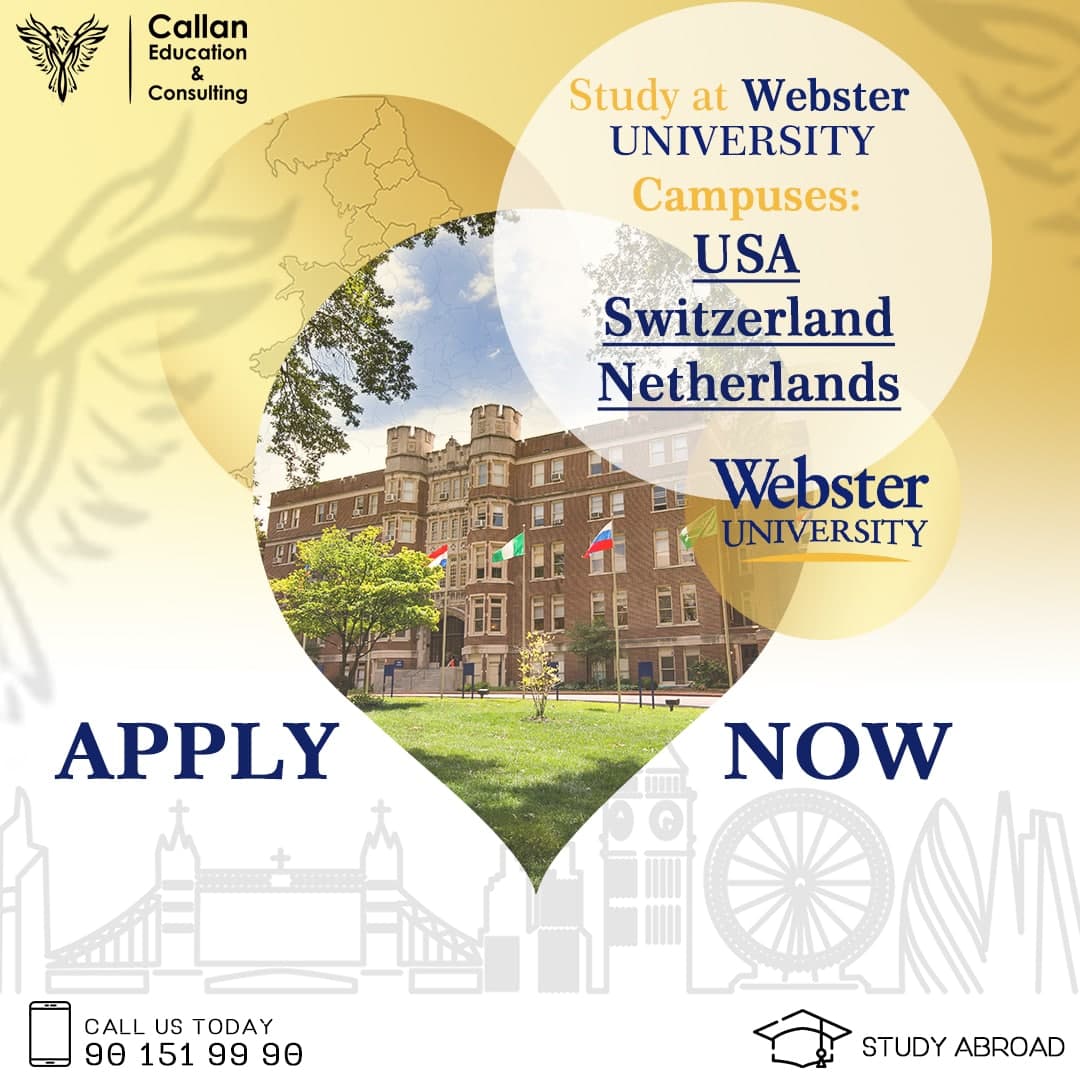 Callan
Education
&
Consulting
Study at Webster
UNIVERSITY
Campuses:
USA
Switzerland
Netherlands
Webster
UNIVERSITY
APPLY NOW
CALL US TODAY
90 151 99 90
STUDY ABROAD